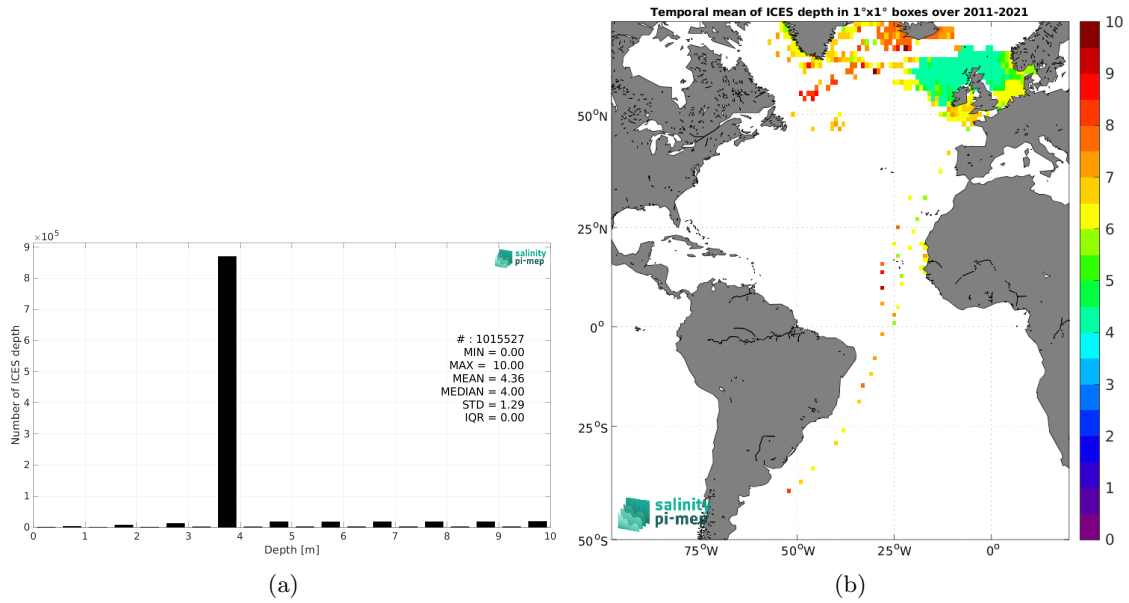 Temporal mean of ICES depth in 1°x1° boxes over 2011-2021
×10⁵
9
8
7
6
5
4
3
2
1
0
Number of ICES depth
0 1 2 3 4 5 6 7 8 9 10
Depth [m]
salinity
pi-mep
# : 1015527
MIN = 0.00
MAX = 10.00
MEAN = 4.36
MEDIAN = 4.00
STD = 1.29
IQR = 0.00
(a)
50°N
25°N
0°
25°S
50°S
75°W 50°W 25°W 0°
salinity
pi-mep
10
9
8
7
6
5
4
3
2
1
0
(b)